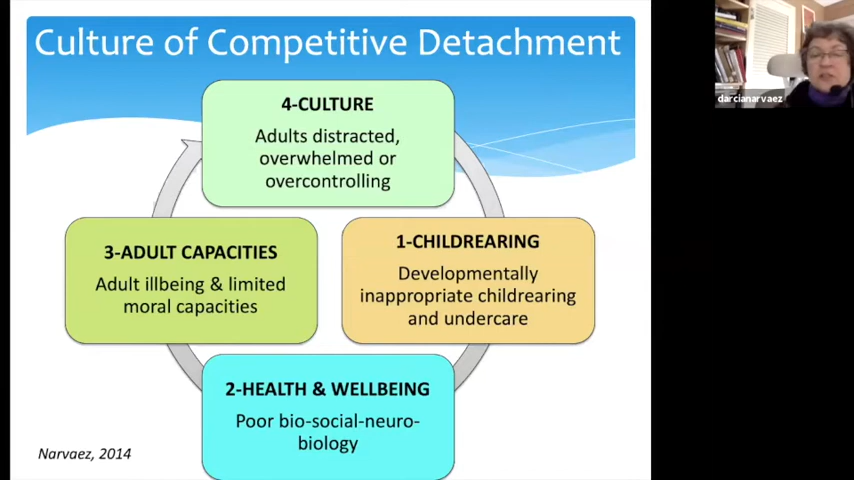 Culture of Competitive Detachment
darcianarvaez
4-CULTURE
Adults distracted,
overwhelmed or
overcontrolling
3-ADULT CAPACITIES
Adult illbeing & limited
moral capacities
1-CHILDREARING
Developmentally
inappropriate childrearing
and undercare
2-HEALTH & WELLBEING
Poor bio-social-neuro-
biology
Narvaez, 2014